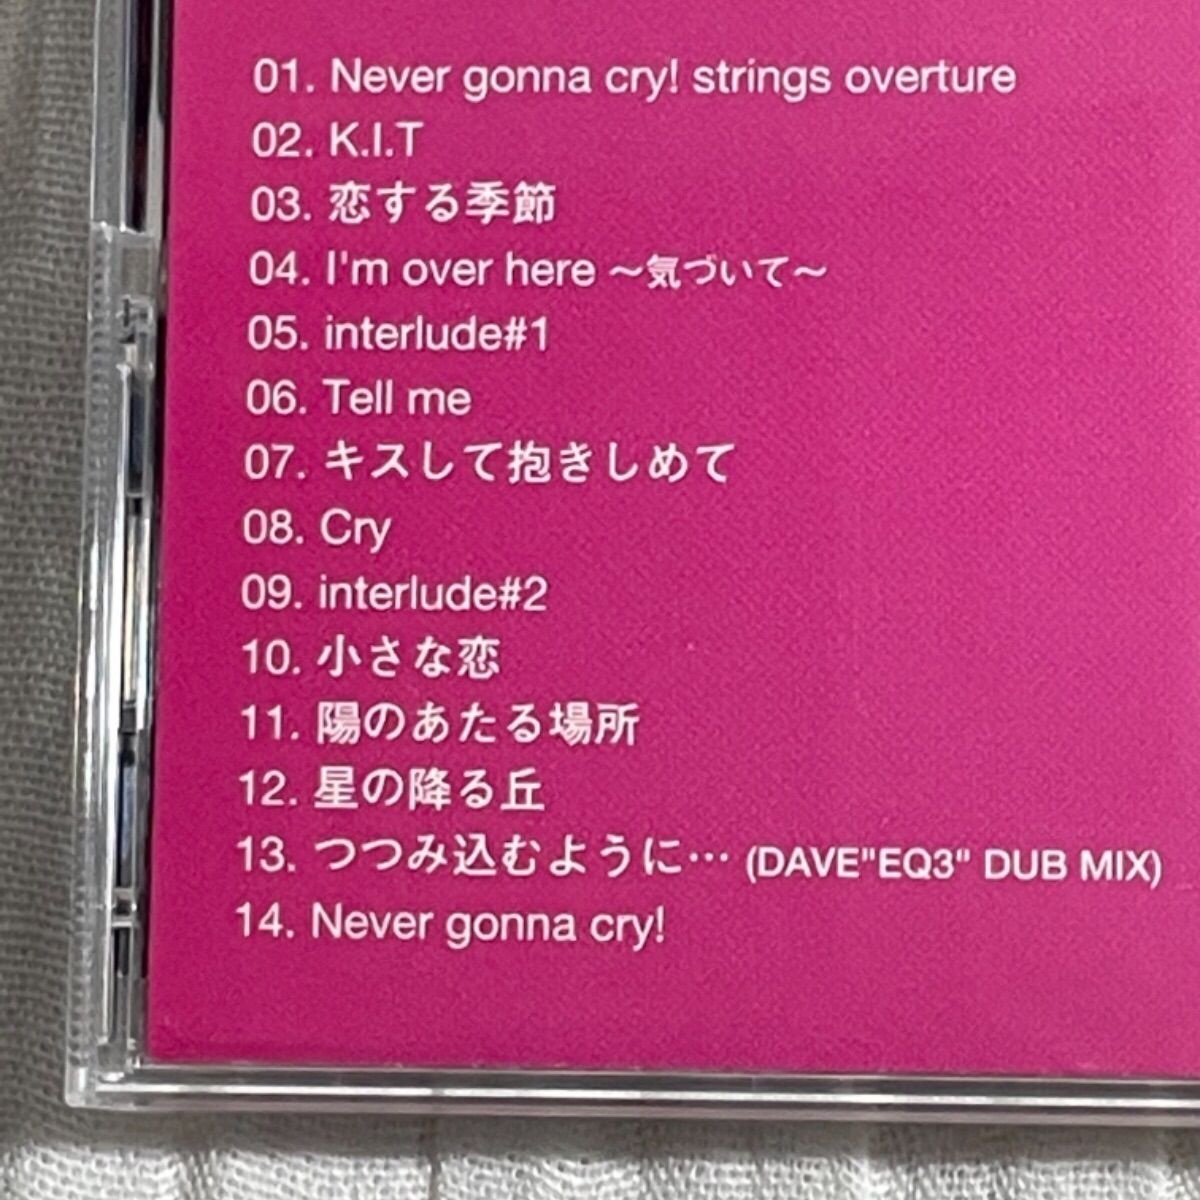 01. Never gonna cry! strings overture
02. K.I.T
03. 恋する季節
04. I'm over here ～気づいて～
05. interlude#1
06. Tell me
07. キスして抱きしめて
08. Cry
09. interlude#2
10. 小さな恋
11. 陽のあたる場所
12. 星の降る丘
13. つつみ込むように… (DAVE"EQ3" DUB MIX)
14. Never gonna cry!